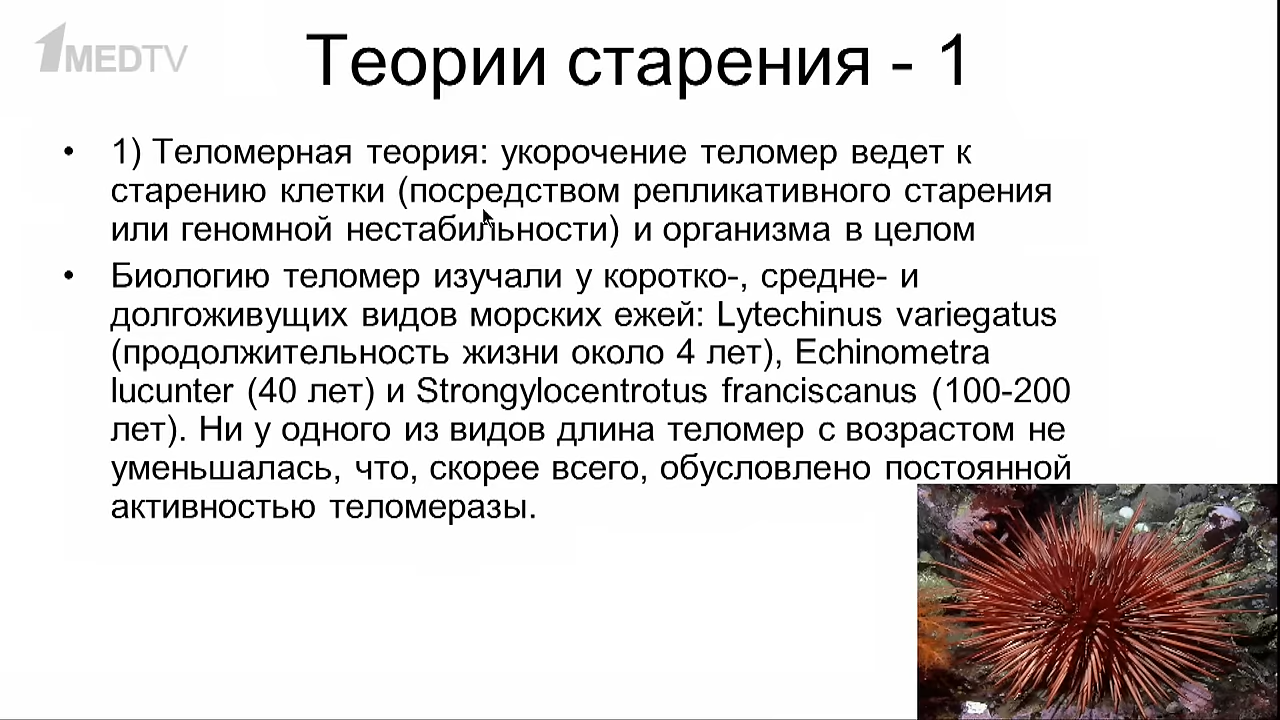 1MEDTV
Теории старения - 1
• 1) Теломерная теория: укорочение теломер ведет к
старению клетки (посредством репликативного старения
или геномной нестабильности) и организма в целом
• Биологию теломер изучали у коротко-, средне- и
долгоживущих видов морских ежей: Lytechinus variegatus
(продолжительность жизни около 4 лет), Echinometra
lucunter (40 лет) и Strongylocentrotus franciscanus (100-200
лет). Ни у одного из видов длина теломер с возрастом не
уменьшалась, что, скорее всего, обусловлено постоянной
активностью теломеразы.